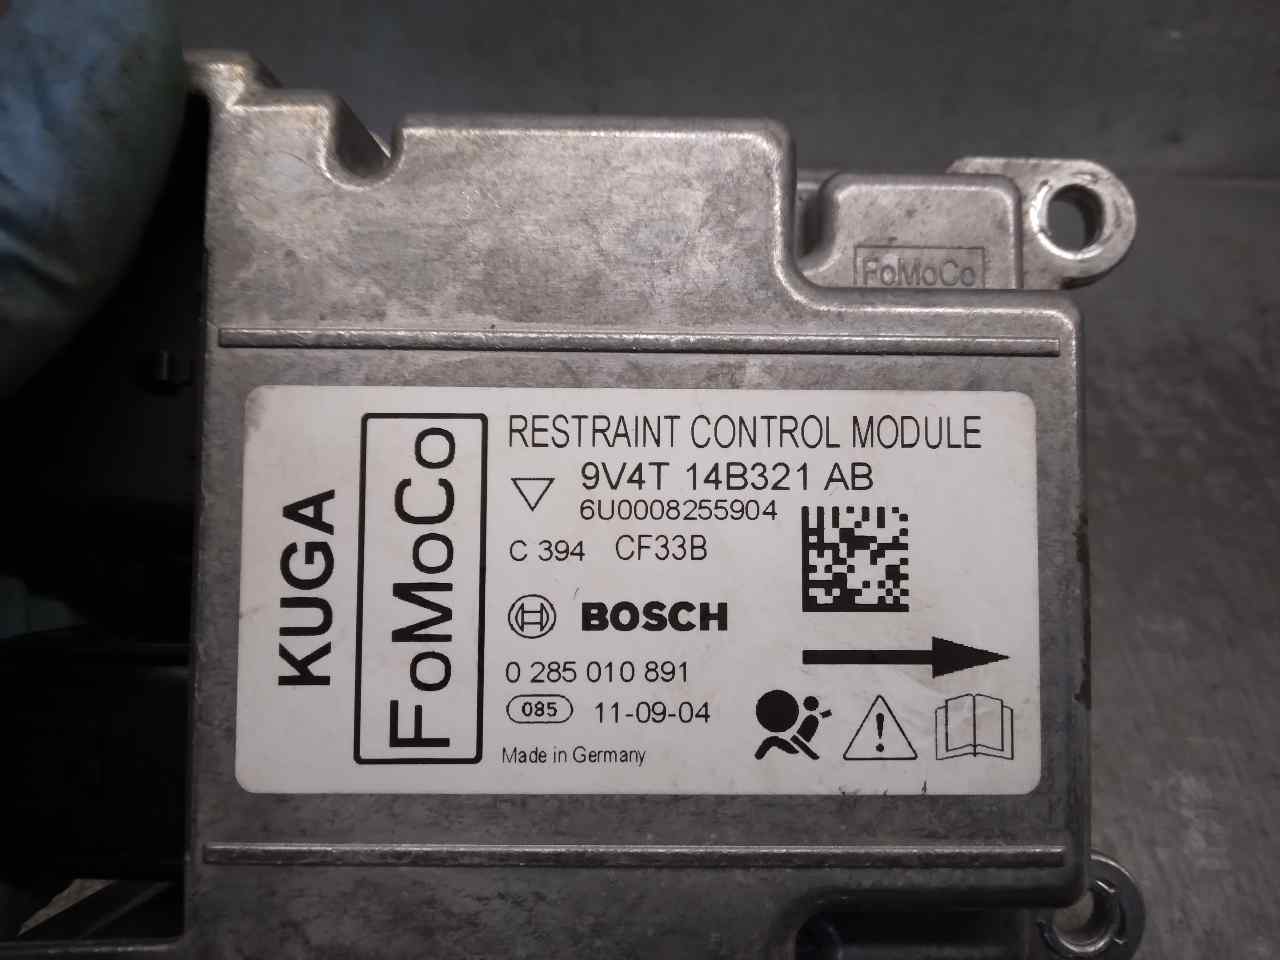 FoMoCo
KUGA
FoMoCo
RESTRAINT CONTROL MODULE
9V4T 14B321 AB
6U0008255904
C 394 CF33B
BOSCH
0 285 010 891
085 11-09-04
Made in Germany